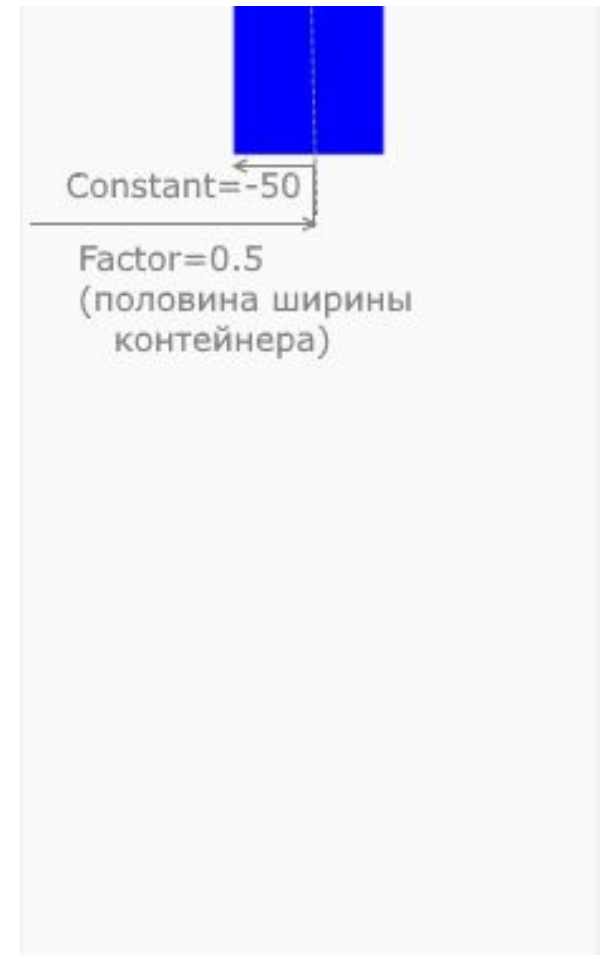 Constant=-50
Factor=0.5
(половина ширины
контейнера)